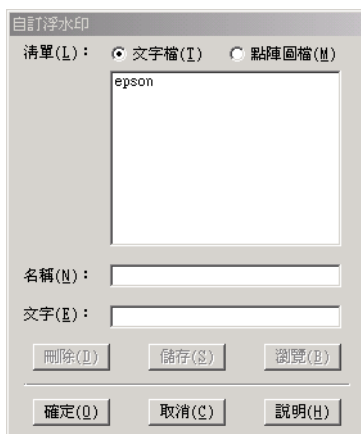 自訂浮水印
清單(L)： 文字檔(T) 點陣圖檔(M)
epson
名稱(N)：
文字(E)：
刪除(D) 儲存(S) 瀏覽(B)
確定(O) 取消(C) 說明(H)